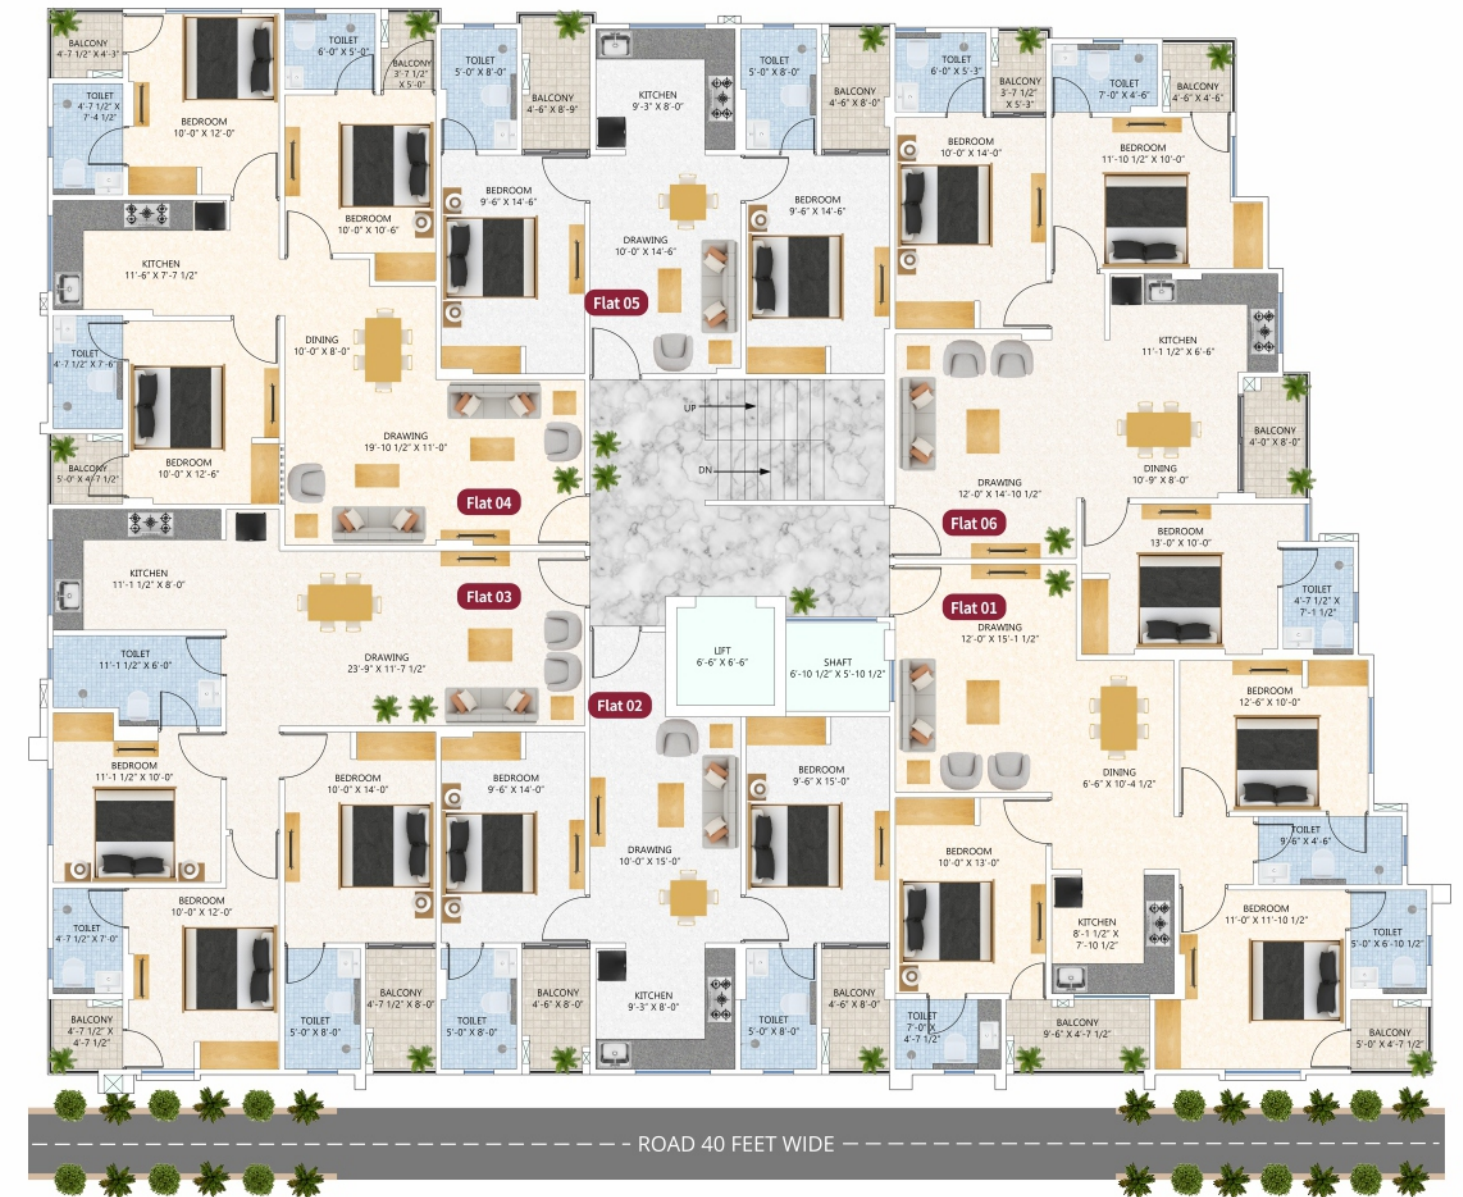 BALCONY
4'-7 1/2" X 4'-3"
TOILET
4'-7 1/2" X
7'-4 1/2"
BEDROOM
10'-0" X 12'-0"
TOILET
6'-0" X 5'-0"
BALCONY
3'-7 1/2"
X 5'-0"
BEDROOM
10'-0" X 10'-6"
KITCHEN
11'-6" X 7'-7 1/2"
TOILET
4'-7 1/2" X 7'-6"
BALCONY
5'-0" X 4'-7 1/2"
BEDROOM
10'-0" X 12'-6"
DINING
10'-0" X 8'-0"
DRAWING
19'-10 1/2" X 11'-0"
Flat 04
TOILET
5'-0" X 8'-0"
BALCONY
4'-6" X 8'-9"
KITCHEN
9'-3" X 8'-0"
TOILET
5'-0" X 8'-0"
BALCONY
4'-6" X 8'-0"
BEDROOM
9'-6" X 14'-6"
DRAWING
10'-0" X 14'-6"
BEDROOM
9'-6" X 14'-6"
Flat 05
UP
DN
TOILET
6'-0" X 5'-3"
BALCONY
3'-7 1/2"
X 5'-3"
TOILET
7'-0" X 4'-6"
BALCONY
4'-6" X 4'-6"
BEDROOM
10'-0" X 14'-0"
BEDROOM
11'-10 1/2" X 10'-0"
KITCHEN
11'-1 1/2" X 6'-6"
BALCONY
4'-0" X 8'-0"
DINING
10'-9" X 8'-0"
DRAWING
12'-0" X 14'-10 1/2"
Flat 06
BEDROOM
13'-0" X 10'-0"
TOILET
4'-7 1/2" X
7'-1 1/2"
KITCHEN
11'-1 1/2" X 8'-0"
Flat 03
DRAWING
23'-9" X 11'-7 1/2"
TOILET
11'-1 1/2" X 6'-0"
BEDROOM
11'-1 1/2" X 10'-0"
BEDROOM
10'-0" X 14'-0"
TOILET
4'-7 1/2" X 7'-0"
BEDROOM
10'-0" X 12'-0"
BALCONY
4'-7 1/2" X
4'-7 1/2"
TOILET
5'-0" X 8'-0"
BALCONY
4'-7 1/2" X 8'-0"
LIFT
6'-6" X 6'-6"
SHAFT
6'-10 1/2" X 5'-10 1/2"
Flat 02
BEDROOM
9'-6" X 14'-0"
BEDROOM
9'-6" X 15'-0"
DRAWING
10'-0" X 15'-0"
TOILET
5'-0" X 8'-0"
BALCONY
4'-6" X 8'-0"
KITCHEN
9'-3" X 8'-0"
TOILET
5'-0" X 8'-0"
BALCONY
4'-6" X 8'-0"
Flat 01
DRAWING
12'-0" X 15'-1 1/2"
BEDROOM
12'-6" X 10'-0"
DINING
6'-6" X 10'-4 1/2"
TOILET
9'-6" X 4'-6"
BEDROOM
10'-0" X 13'-0"
KITCHEN
8'-1 1/2" X
7'-10 1/2"
BEDROOM
11'-0" X 11'-10 1/2"
TOILET
5'-0" X 6'-10 1/2"
TOILET
7'-0" X
4'-7 1/2"
BALCONY
9'-6" X 4'-7 1/2"
BALCONY
5'-0" X 4'-7 1/2"
ROAD 40 FEET WIDE